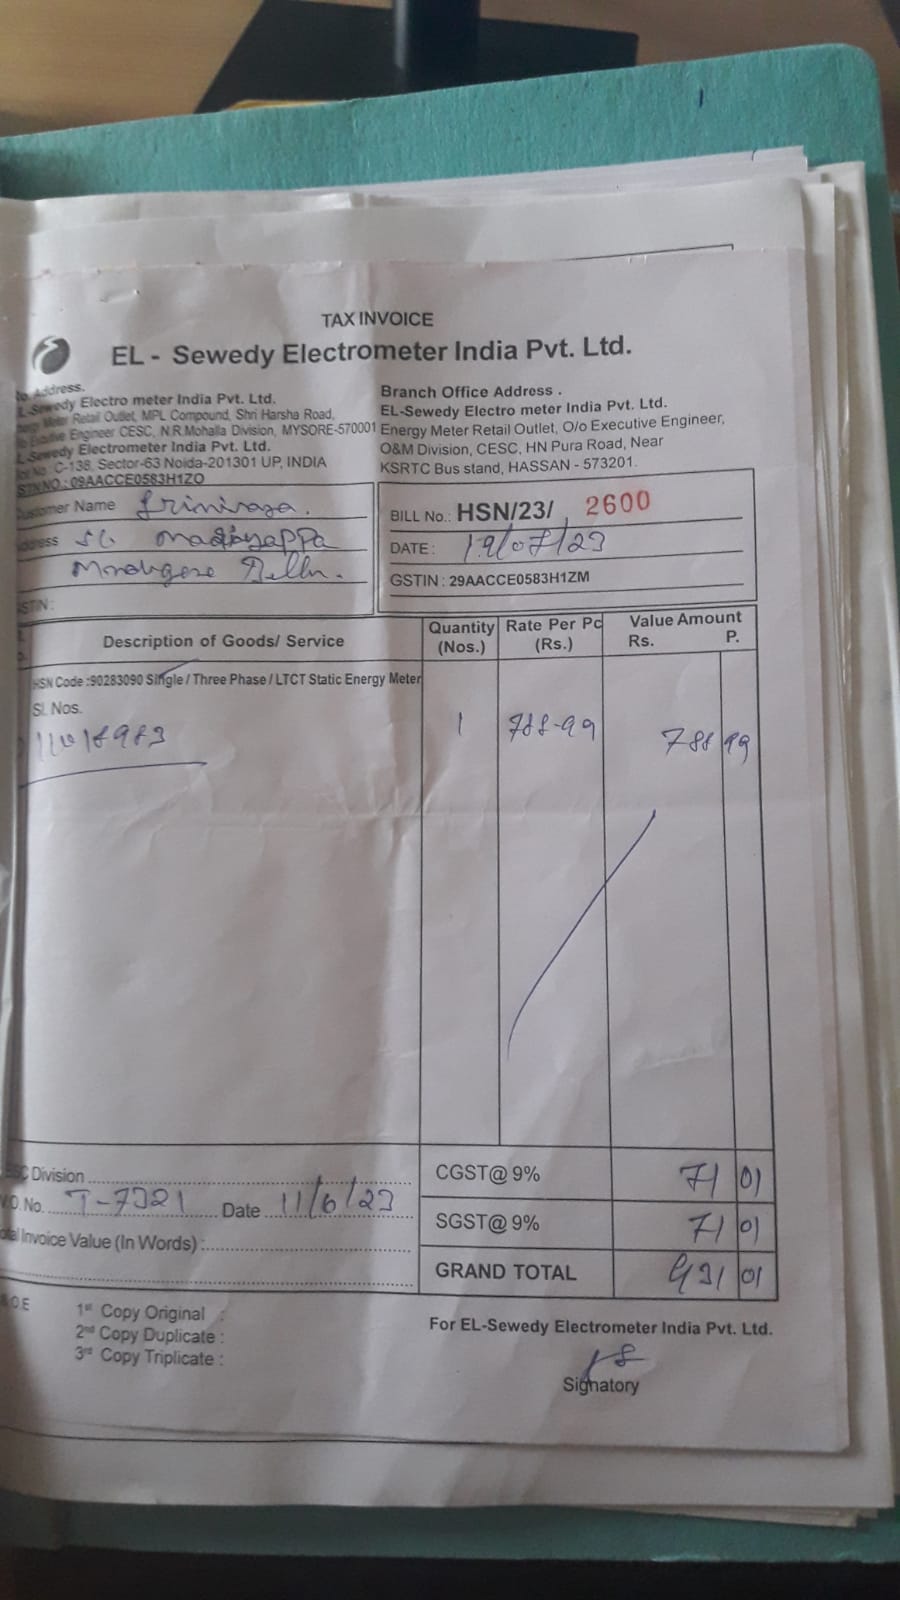 TAX INVOICE
EL - Sewedy Electrometer India Pvt. Ltd.
Address.
Sewedy Electro meter India Pvt. Ltd.
Meter Retail Outlet, MPL Compound, Shri Harsha Road,
Engineer CESC, N.R.Mohalla Division, MYSORE-570001
Sewedy Electrometer India Pvt. Ltd.
C-138, Sector-63 Noida-201301 UP, INDIA
NO.: 09AACCE0583H1ZO
Branch Office Address .
EL-Sewedy Electro meter India Pvt. Ltd.
Energy Meter Retail Outlet, O/o Executive Engineer,
O&M Division, CESC, HN Pura Road, Near
KSRTC Bus stand, HASSAN - 573201.
Customer Name Srinivasa.
BILL No.: HSN/23/ 2600
DATE : 19/07/23
GSTIN : 29AACCE0583H1ZM
Description of Goods/ Service
Quantity (Nos.)
Rate Per Pc (Rs.)
Value Amount
Rs. P.
HSN Code :90283090 Single / Three Phase / LTCT Static Energy Meter
Sl. Nos.
1 788-99 788 99
Division
No. T-7321 Date 11/6/23
Invoice Value (In Words) :
CGST@ 9% 71 01
SGST@ 9% 71 01
GRAND TOTAL 931 01
1st Copy Original :
2nd Copy Duplicate :
3rd Copy Triplicate :
For EL-Sewedy Electrometer India Pvt. Ltd.
Signatory